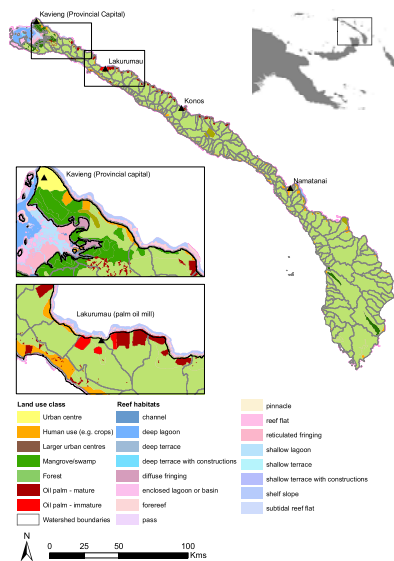 Kavieng (Provincial Capital)
Lakurumau
Konos
Namatanai
Kavieng (Provincial capital)
Lakurumau (palm oil mill)
Land use class
Urban centre
Human use (e.g. crops)
Larger urban centres
Mangrove/swamp
Forest
Oil palm - mature
Oil palm - immature
Watershed boundaries
Reef habitats
channel
deep lagoon
deep terrace
deep terrace with constructions
diffuse fringing
enclosed lagoon or basin
forereef
pass
pinnacle
reef flat
reticulated fringing
shallow lagoon
shallow terrace
shallow terrace with constructions
shelf slope
subtidal reef flat
N
0 25 50 100
Kms